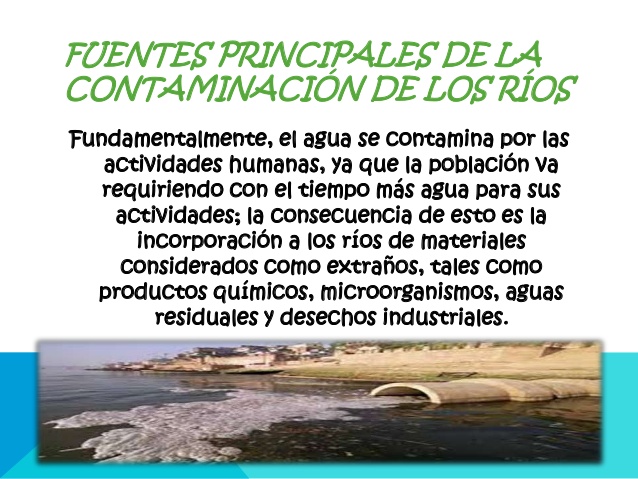 FUENTES PRINCIPALES DE LA
CONTAMINACIÓN DE LOS RÍOS
Fundamentalmente, el agua se contamina por las
actividades humanas, ya que la población va
requiriendo con el tiempo más agua para sus
actividades; la consecuencia de esto es la
incorporación a los ríos de materiales
considerados como extraños, tales como
productos químicos, microorganismos, aguas
residuales y desechos industriales.